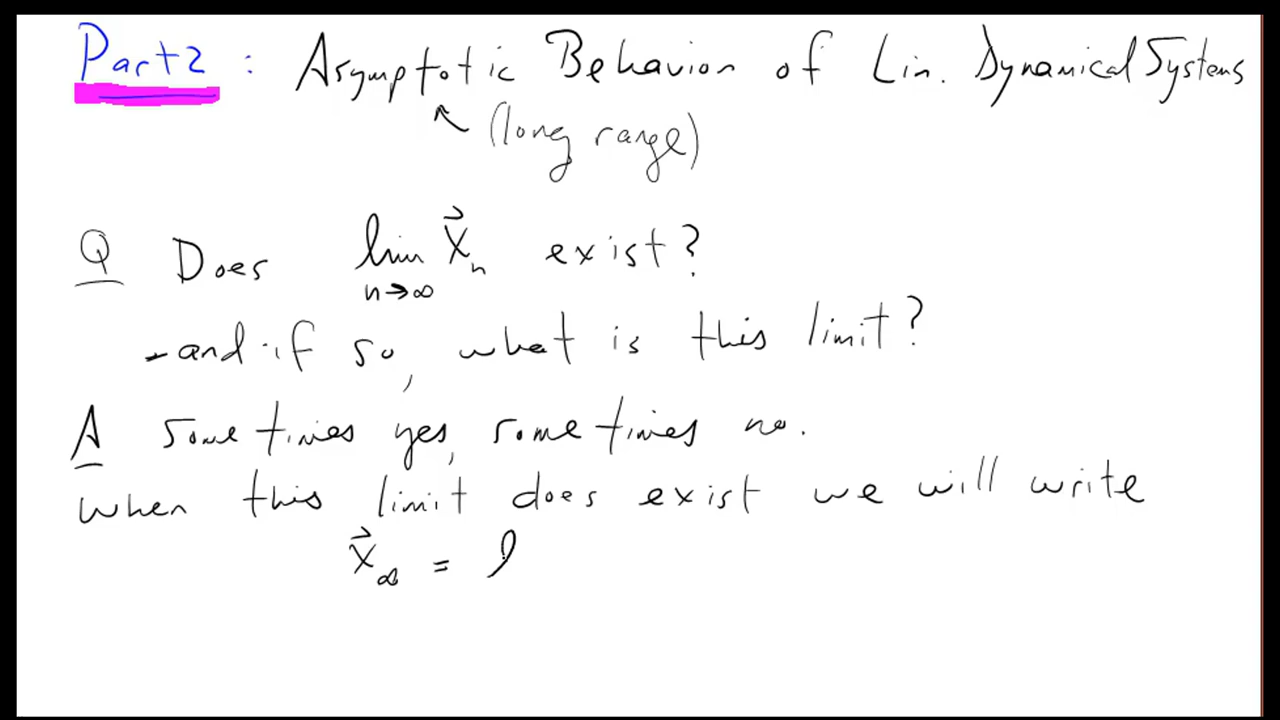 Part 2 : Asymptotic Behavior of Lin. Dynamical Systems
(long range)
Q Does lim x⃗ₙ exist?
n→∞
- and if so, what is this limit?
A sometimes yes, sometimes no.
When this limit does exist we will write
x⃗∞ = l